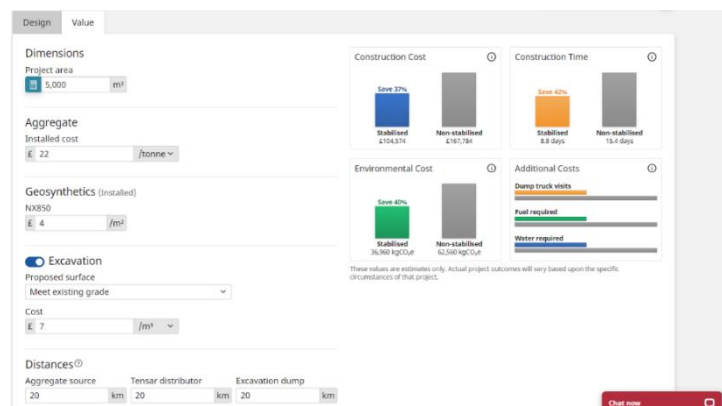 Design Value
Dimensions
Project area
5,000 m²
Aggregate
Installed cost
£ 22 /tonne
Geosynthetics (Installed)
NX850
£ 4 /m²
Excavation
Proposed surface
Meet existing grade
Cost
£ 7 /m³
Distances
Aggregate source Tensar distributor Excavation dump
20 km 20 km 20 km
Construction Cost
Save 37%
Stabilised Non-stabilised
£104,574 £167,784
Construction Time
Save 42%
Stabilised Non-stabilised
8.8 days 15.4 days
Environmental Cost
Save 40%
Stabilised Non-stabilised
36,960 kgCO₂e 62,560 kgCO₂e
Additional Costs
Dump truck visits
Fuel required
Water required
These values are estimates only. Actual project outcomes will vary based upon the specific
circumstances of that project.
Chat now